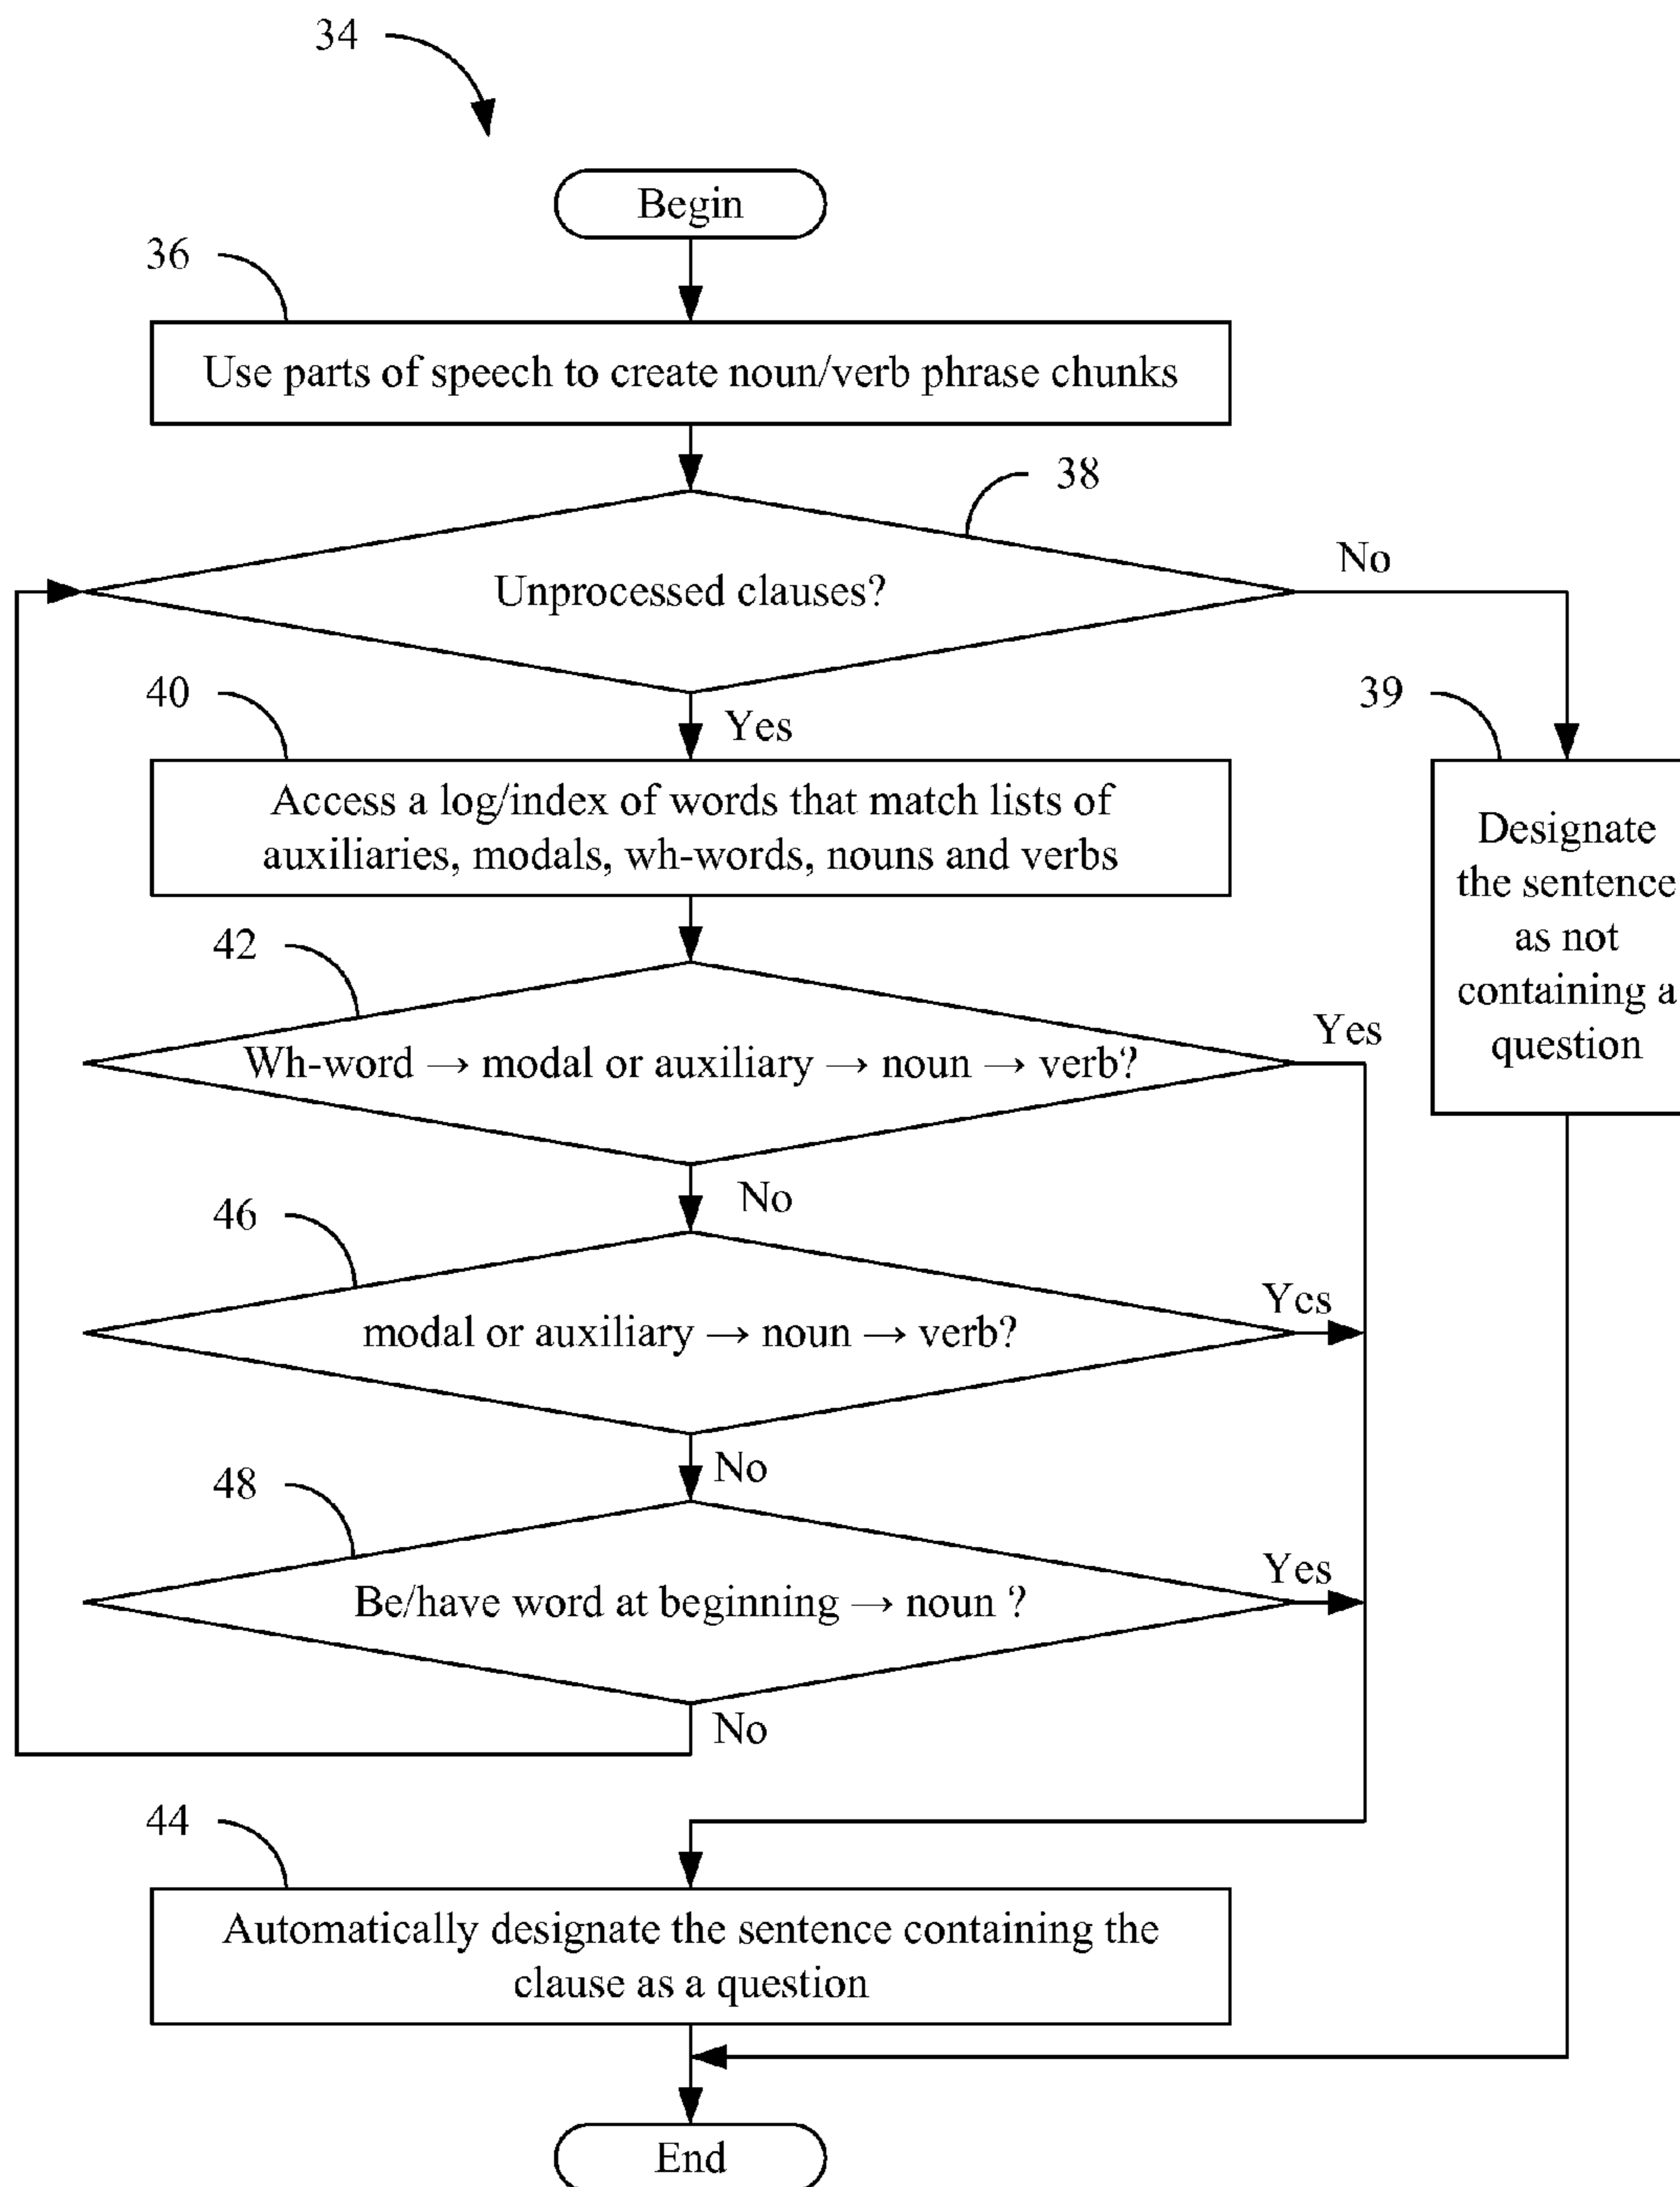 34
Begin
36
Use parts of speech to create noun/verb phrase chunks
38
Unprocessed clauses?
No
Yes
40
39
Access a log/index of words that match lists of
auxiliaries, modals, wh-words, nouns and verbs
Designate
the sentence
as not
containing a
question
42
Wh-word → modal or auxiliary → noun → verb?
Yes
No
46
modal or auxiliary → noun → verb?
Yes
No
48
Be/have word at beginning → noun ?
Yes
No
44
Automatically designate the sentence containing the
clause as a question
End